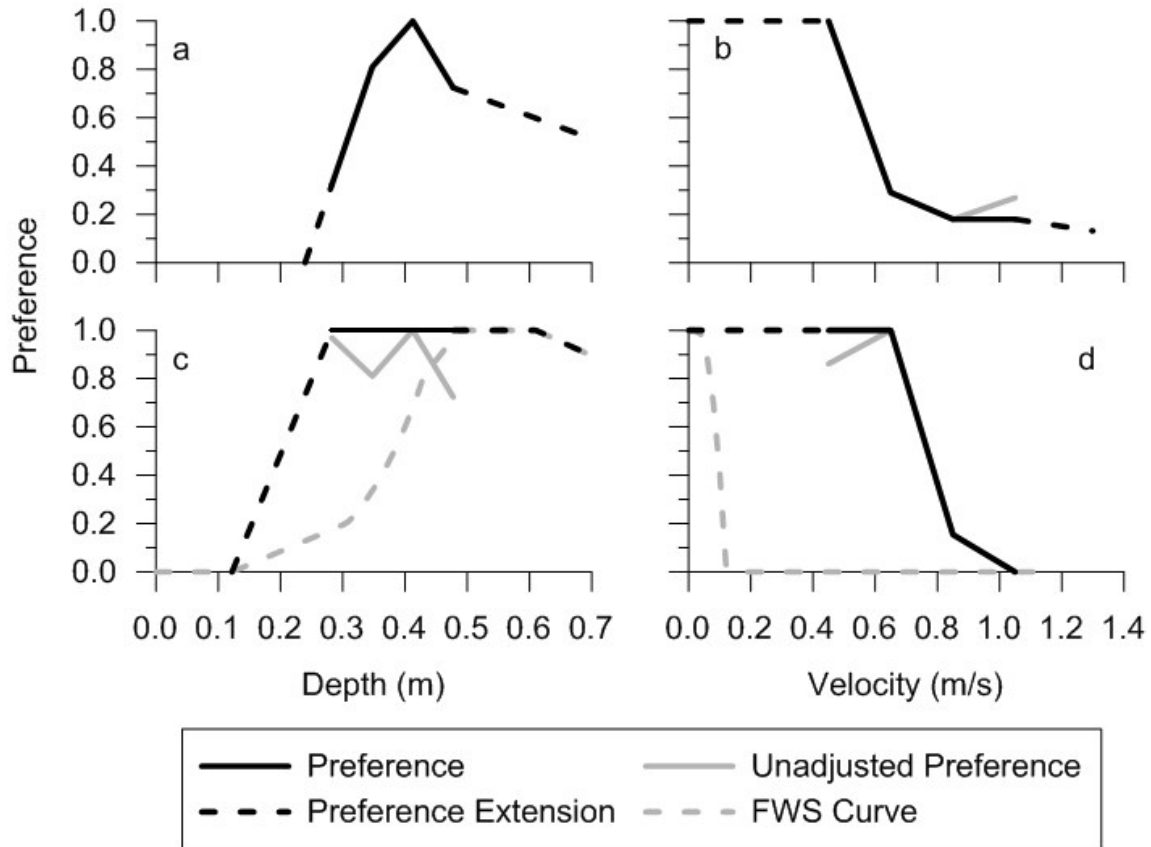 Preference
1.0
0.8
0.6
0.4
0.2
0.0
a
b
1.0
0.8
0.6
0.4
0.2
0.0
c
d
0.0 0.1 0.2 0.3 0.4 0.5 0.6 0.7
0.0 0.2 0.4 0.6 0.8 1.0 1.2 1.4
Depth (m)
Velocity (m/s)
Preference
Unadjusted Preference
Preference Extension
FWS Curve